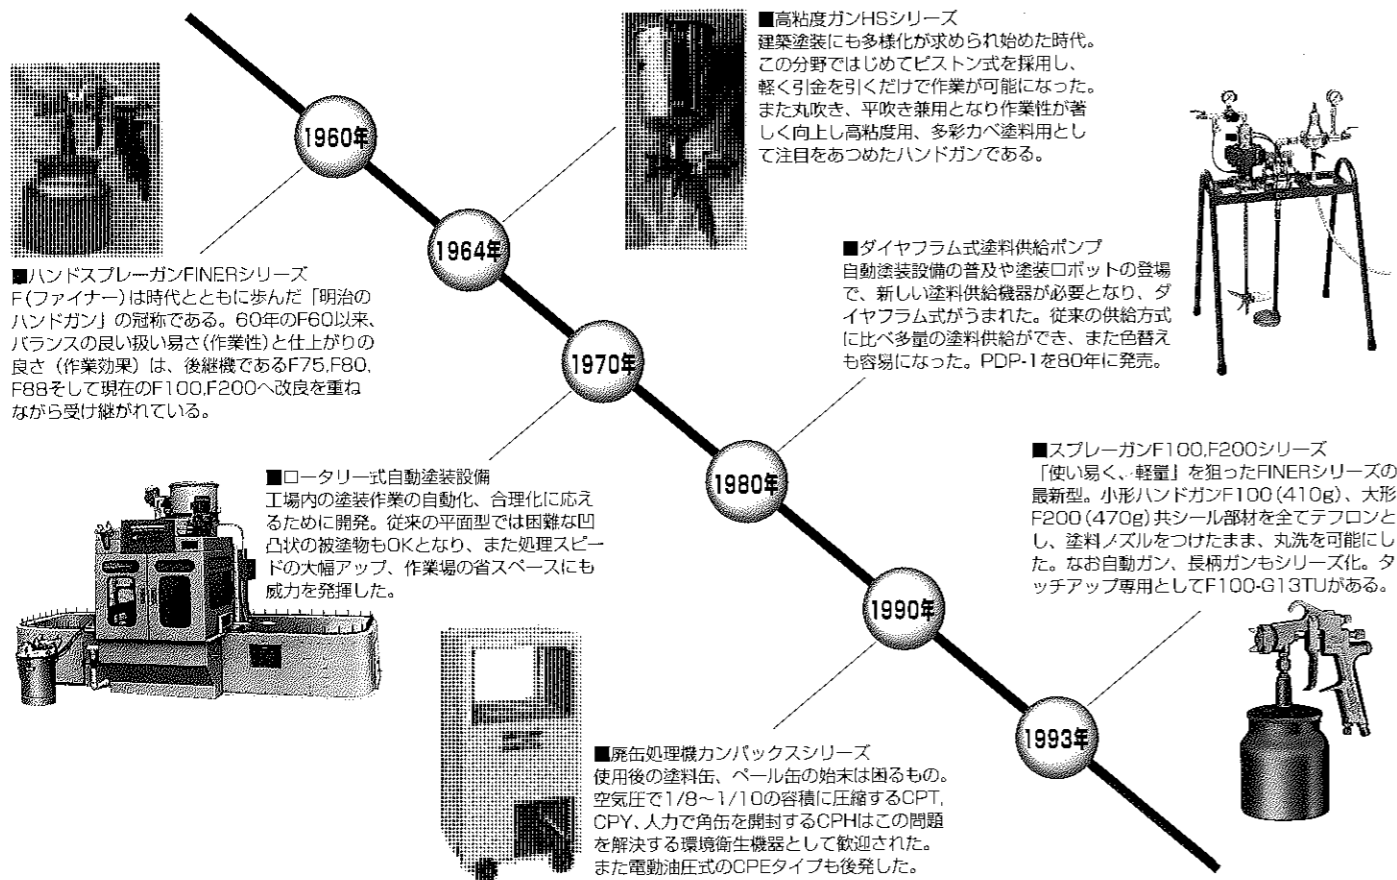 1960年
■ハンドスプレーガンFINERシリーズ
F(ファイナー)は時代とともに歩んだ「明治の
ハンドガン」の冠称である。60年のF60以来、
バランスの良い扱い易さ(作業性)と仕上がりの
良さ(作業効果)は、後継機であるF75,F80,
F88そして現在のF100,F200へ改良を重ね
ながら受け継がれている。
1964年
■高粘度ガンHSシリーズ
建築塗装にも多様化が求められ始めた時代。
この分野ではじめてピストン式を採用し、
軽く引金を引くだけで作業が可能になった。
また丸吹き、平吹き兼用となり作業性が著
しく向上し高粘度用、多彩カベ塗料用とし
て注目をあつめたハンドガンである。
1970年
■ロータリー式自動塗装設備
工場内の塗装作業の自動化、合理化に応え
るために開発。従来の平面型では困難な凹
凸状の被塗物もOKとなり、また処理スピー
ドの大幅アップ、作業場の省スペースにも
威力を発揮した。
1980年
■ダイヤフラム式塗料供給ポンプ
自動塗装設備の普及や塗装ロボットの登場
で、新しい塗料供給機器が必要となり、ダ
イヤフラム式がうまれた。従来の供給方式
に比べ多量の塗料供給ができ、また色替え
も容易になった。PDP-1を80年に発売。
1990年
■廃缶処理機カンパックスシリーズ
使用後の塗料缶、ペール缶の始末は困るもの。
空気圧で1/8～1/10の容積に圧縮するCPT,
CPY、人力で角缶を開封するCPHはこの問題
を解決する環境衛生機器として歓迎された。
また電動油圧式のCPEタイプも後発した。
1993年
■スプレーガンF100,F200シリーズ
「使い易く、軽量」を狙ったFINERシリーズの
最新型。小形ハンドガンF100(410g)、大形
F200(470g)共シール部材を全てテフロンと
し、塗料ノズルをつけたまま、丸洗を可能にし
た。なお自動ガン、長柄ガンもシリーズ化。タ
ッチアップ専用としてF100-G13TUがある。